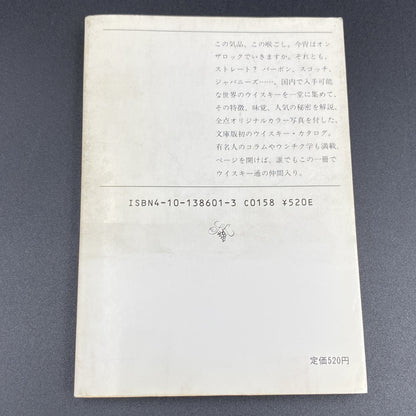 この気品、この喉ごし。今宵はオン
ザロックでいきますか。それとも、
ストレート？ バーボン、スコッチ、
ジャパニーズ……。国内で入手可能
な世界のウイスキーを一堂に集めて、
その特徴、味覚、人気の秘密を解説。
全点オリジナルカラー写真を付した、
文庫版初のウイスキー・カタログ。
有名人のコラムやウンチク学も満載。
ページを開けば、誰でもこの一冊で
ウイスキー通の仲間入り。
ISBN4-10-138601-3 C0158 ¥520E
定価520円